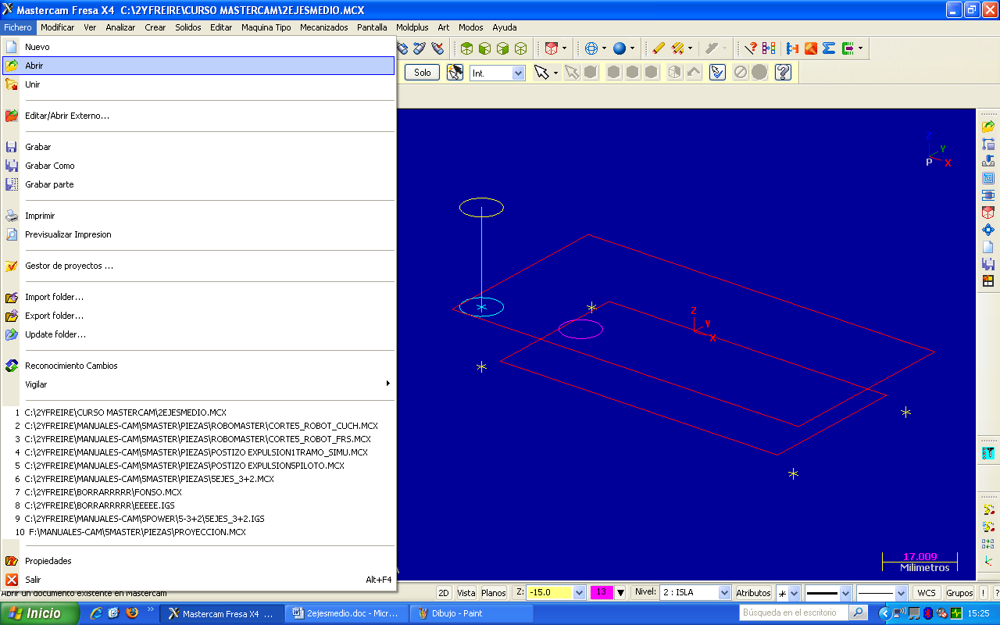 Mastercam Fresa X4  C:\2YFREIRE\CURSO MASTERCAM\2EJESMEDIO.MCX
Fichero Modificar Ver Analizar Crear Solidos Editar Maquina Tipo Mecanizados Pantalla Moldplus Art Modos Ayuda
Nuevo
Abrir
Solo Int.
Unir
Editar/Abrir Externo...
Grabar
Grabar Como
Grabar parte
Imprimir
Previsualizar Impresion
Gestor de proyectos ...
Import folder...
Export folder...
Update folder...
Reconocimiento Cambios
Vigilar
1 C:\2YFREIRE\CURSO MASTERCAM\2EJESMEDIO.MCX
2 C:\2YFREIRE\MANUALES-CAM\5MASTER\PIEZAS\ROBOMASTER\CORTE5_ROBOT_CUCH.MCX
3 C:\2YFREIRE\MANUALES-CAM\5MASTER\PIEZAS\ROBOMASTER\CORTE5_ROBOT_FRS.MCX
4 C:\2YFREIRE\MANUALES-CAM\5MASTER\PIEZAS\POSTIZO EXPULSION1TRAMO_SIMU.MCX
5 C:\2YFREIRE\MANUALES-CAM\5MASTER\PIEZAS\POSTIZO EXPULSION5PILOTO.MCX
6 C:\2YFREIRE\MANUALES-CAM\5MASTER\PIEZAS\5EJES_3+2.MCX
7 C:\2YFREIRE\BORRARRRRR\FONSO.MCX
8 C:\2YFREIRE\BORRARRRRR\EEEEE.IGS
9 C:\2YFREIRE\MANUALES-CAM\5POWER\5-3+2\5EJES_3+2.IGS
10 F:\MANUALES-CAM\5MASTER\PIEZAS\PROYECCION.MCX
Propiedades
Salir Alt+F4
Z
Y
P X
Z
Y
X
17.009
Milimetros
Abrir un documento existente en Mastercam
2D Vista Planos Z: -15.0 13 Nivel: 2 : ISLA Atributos WCS Grupos ! ?
Inicio Mastercam Fresa X4 ... 2ejesmedio.doc - Micr... Dibujo - Paint Búsqueda en el escritorio 15:25